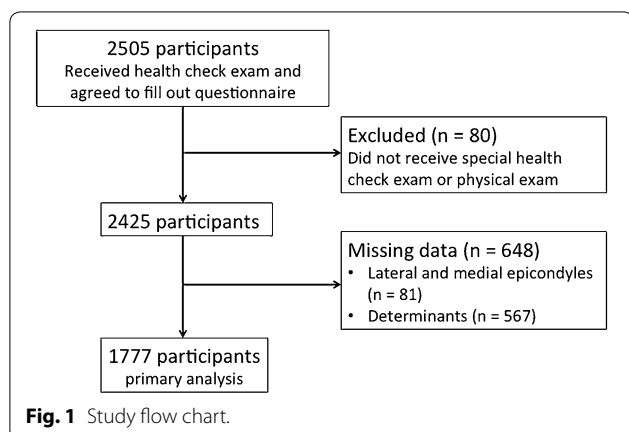 2505 participants
Received health check exam and
agreed to fill out questionnaire
Excluded (n = 80)
Did not receive special health
check exam or physical exam
2425 participants
Missing data (n = 648)
• Lateral and medial epicondyles
(n = 81)
• Determinants (n = 567)
1777 participants
primary analysis
Fig. 1 Study flow chart.